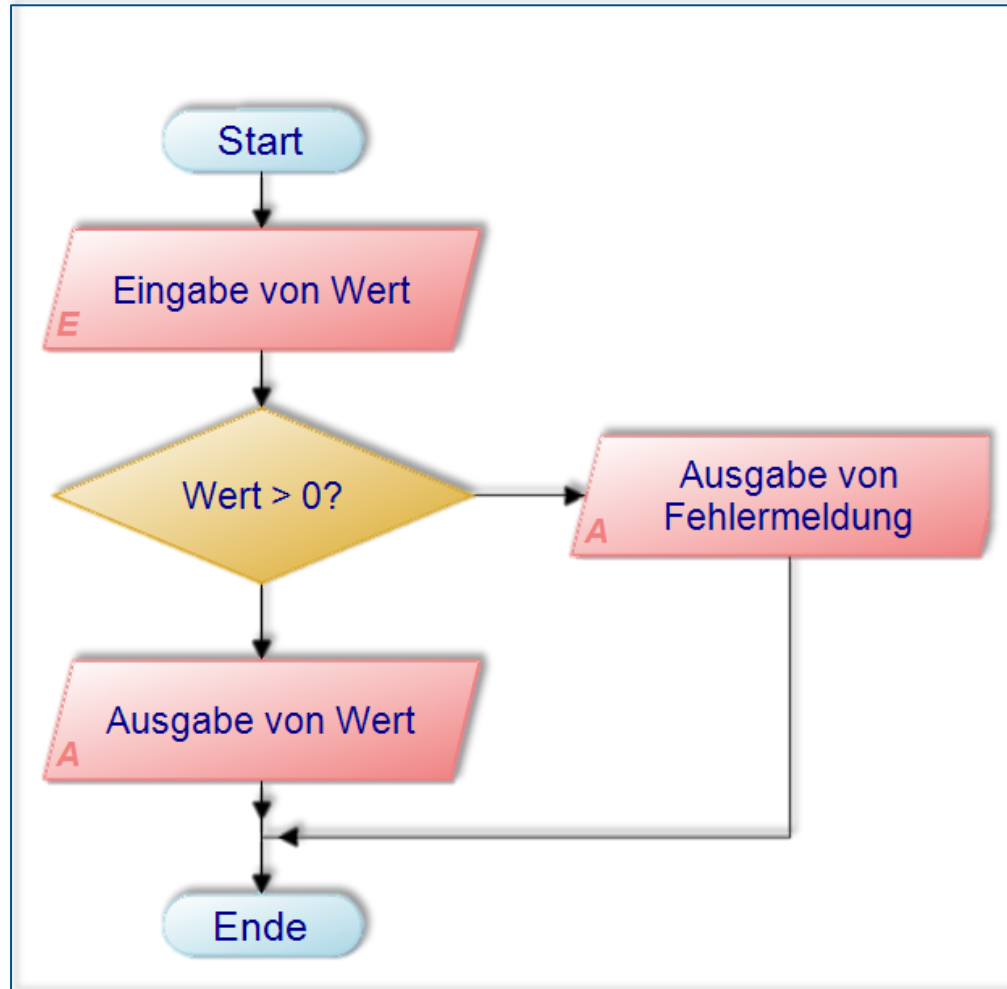 Start
Eingabe von Wert
E
Wert > 0?
Ausgabe von
Fehlermeldung
A
Ausgabe von Wert
A
Ende